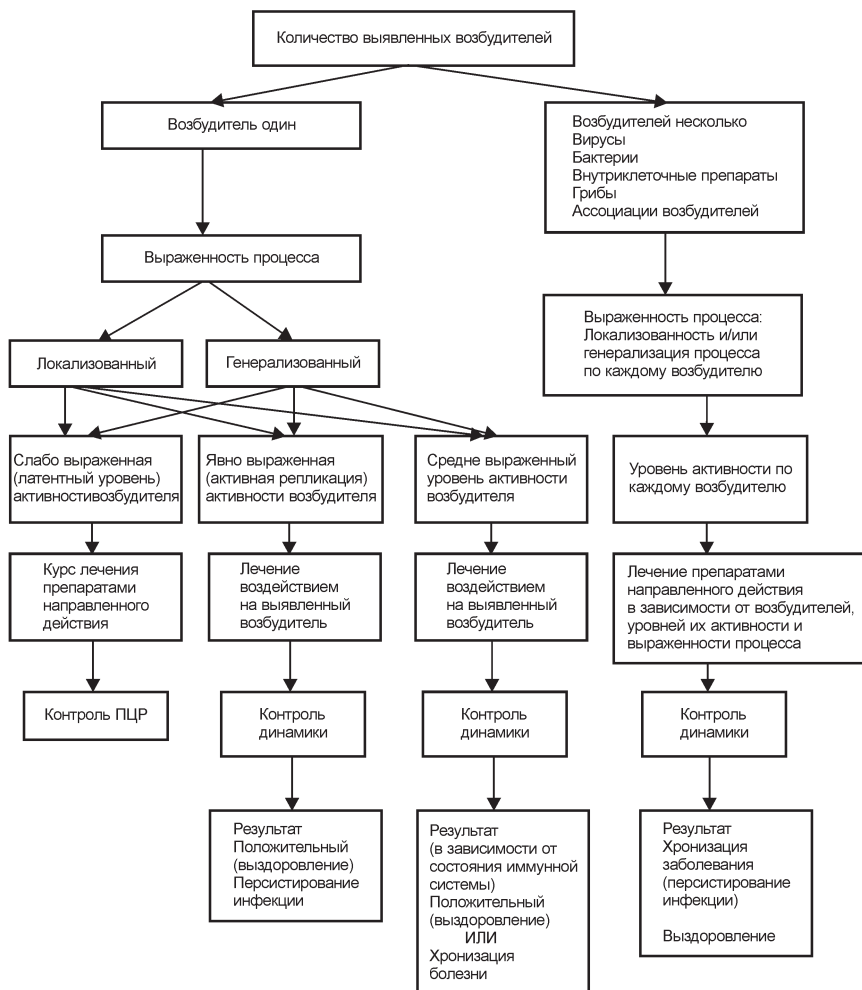 Количество выявленных возбудителей
Возбудитель один
Возбудителей несколько
Вирусы
Бактерии
Внутриклеточные препараты
Грибы
Ассоциации возбудителей
Выраженность процесса
Выраженность процесса:
Локализованность и/или
генерализация процесса
по каждому возбудителю
Локализованный
Генерализованный
Слабо выраженная
(латентный уровень)
активностивозбудителя
Явно выраженная
(активная репликация)
активности возбудителя
Средне выраженный
уровень активности
возбудителя
Уровень активности по
каждому возбудителю
Курс лечения
препаратами
направленного
действия
Лечение
воздействием
на выявленный
возбудитель
Лечение
воздействием
на выявленный
возбудитель
Лечение препаратами
направленного действия
в зависимости от возбудителей,
уровней их активности и
выраженности процесса
Контроль ПЦР
Контроль
динамики
Контроль
динамики
Контроль
динамики
Результат
Положительный
(выздоровление)
Персистирование
инфекции
Результат
(в зависимости от
состояния иммунной
системы)
Положительный
(выздоровление)
ИЛИ
Хронизация
болезни
Результат
Хронизация
заболевания
(персистирование
инфекции)
Выздоровление